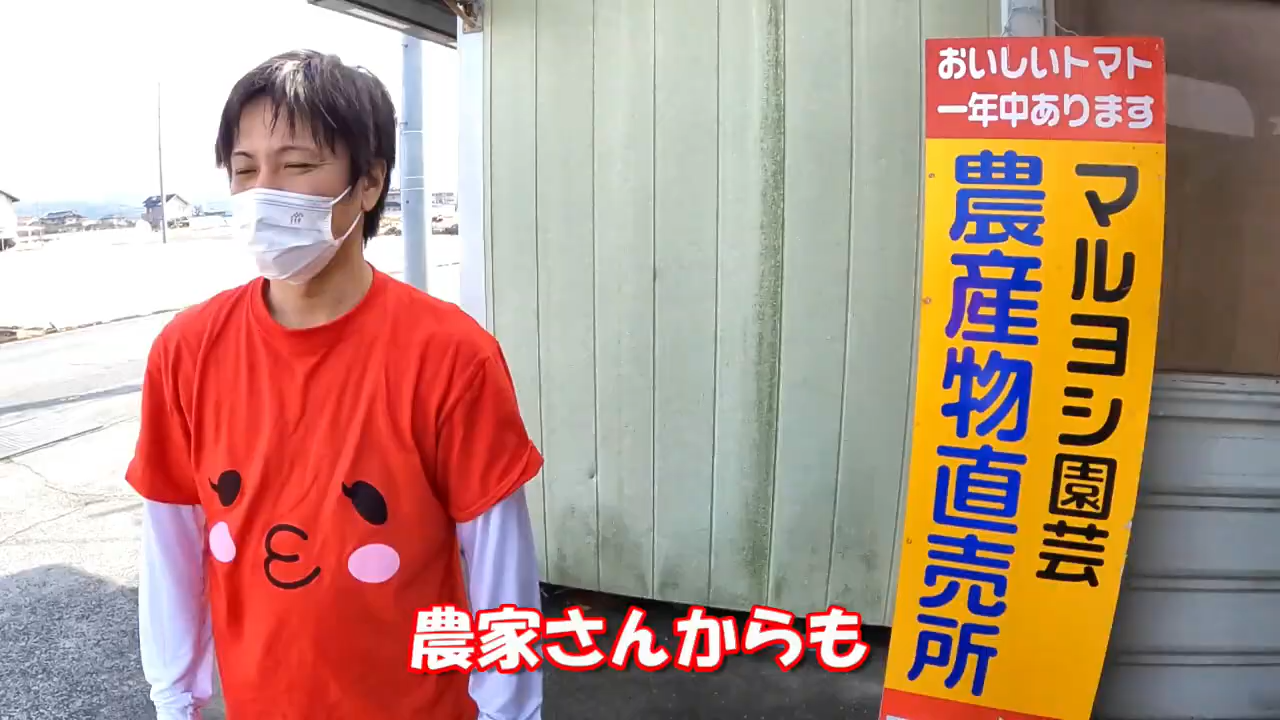 おいしいトマト
一年中あります
マルヨシ園芸
農産物直売所
農家さんからも